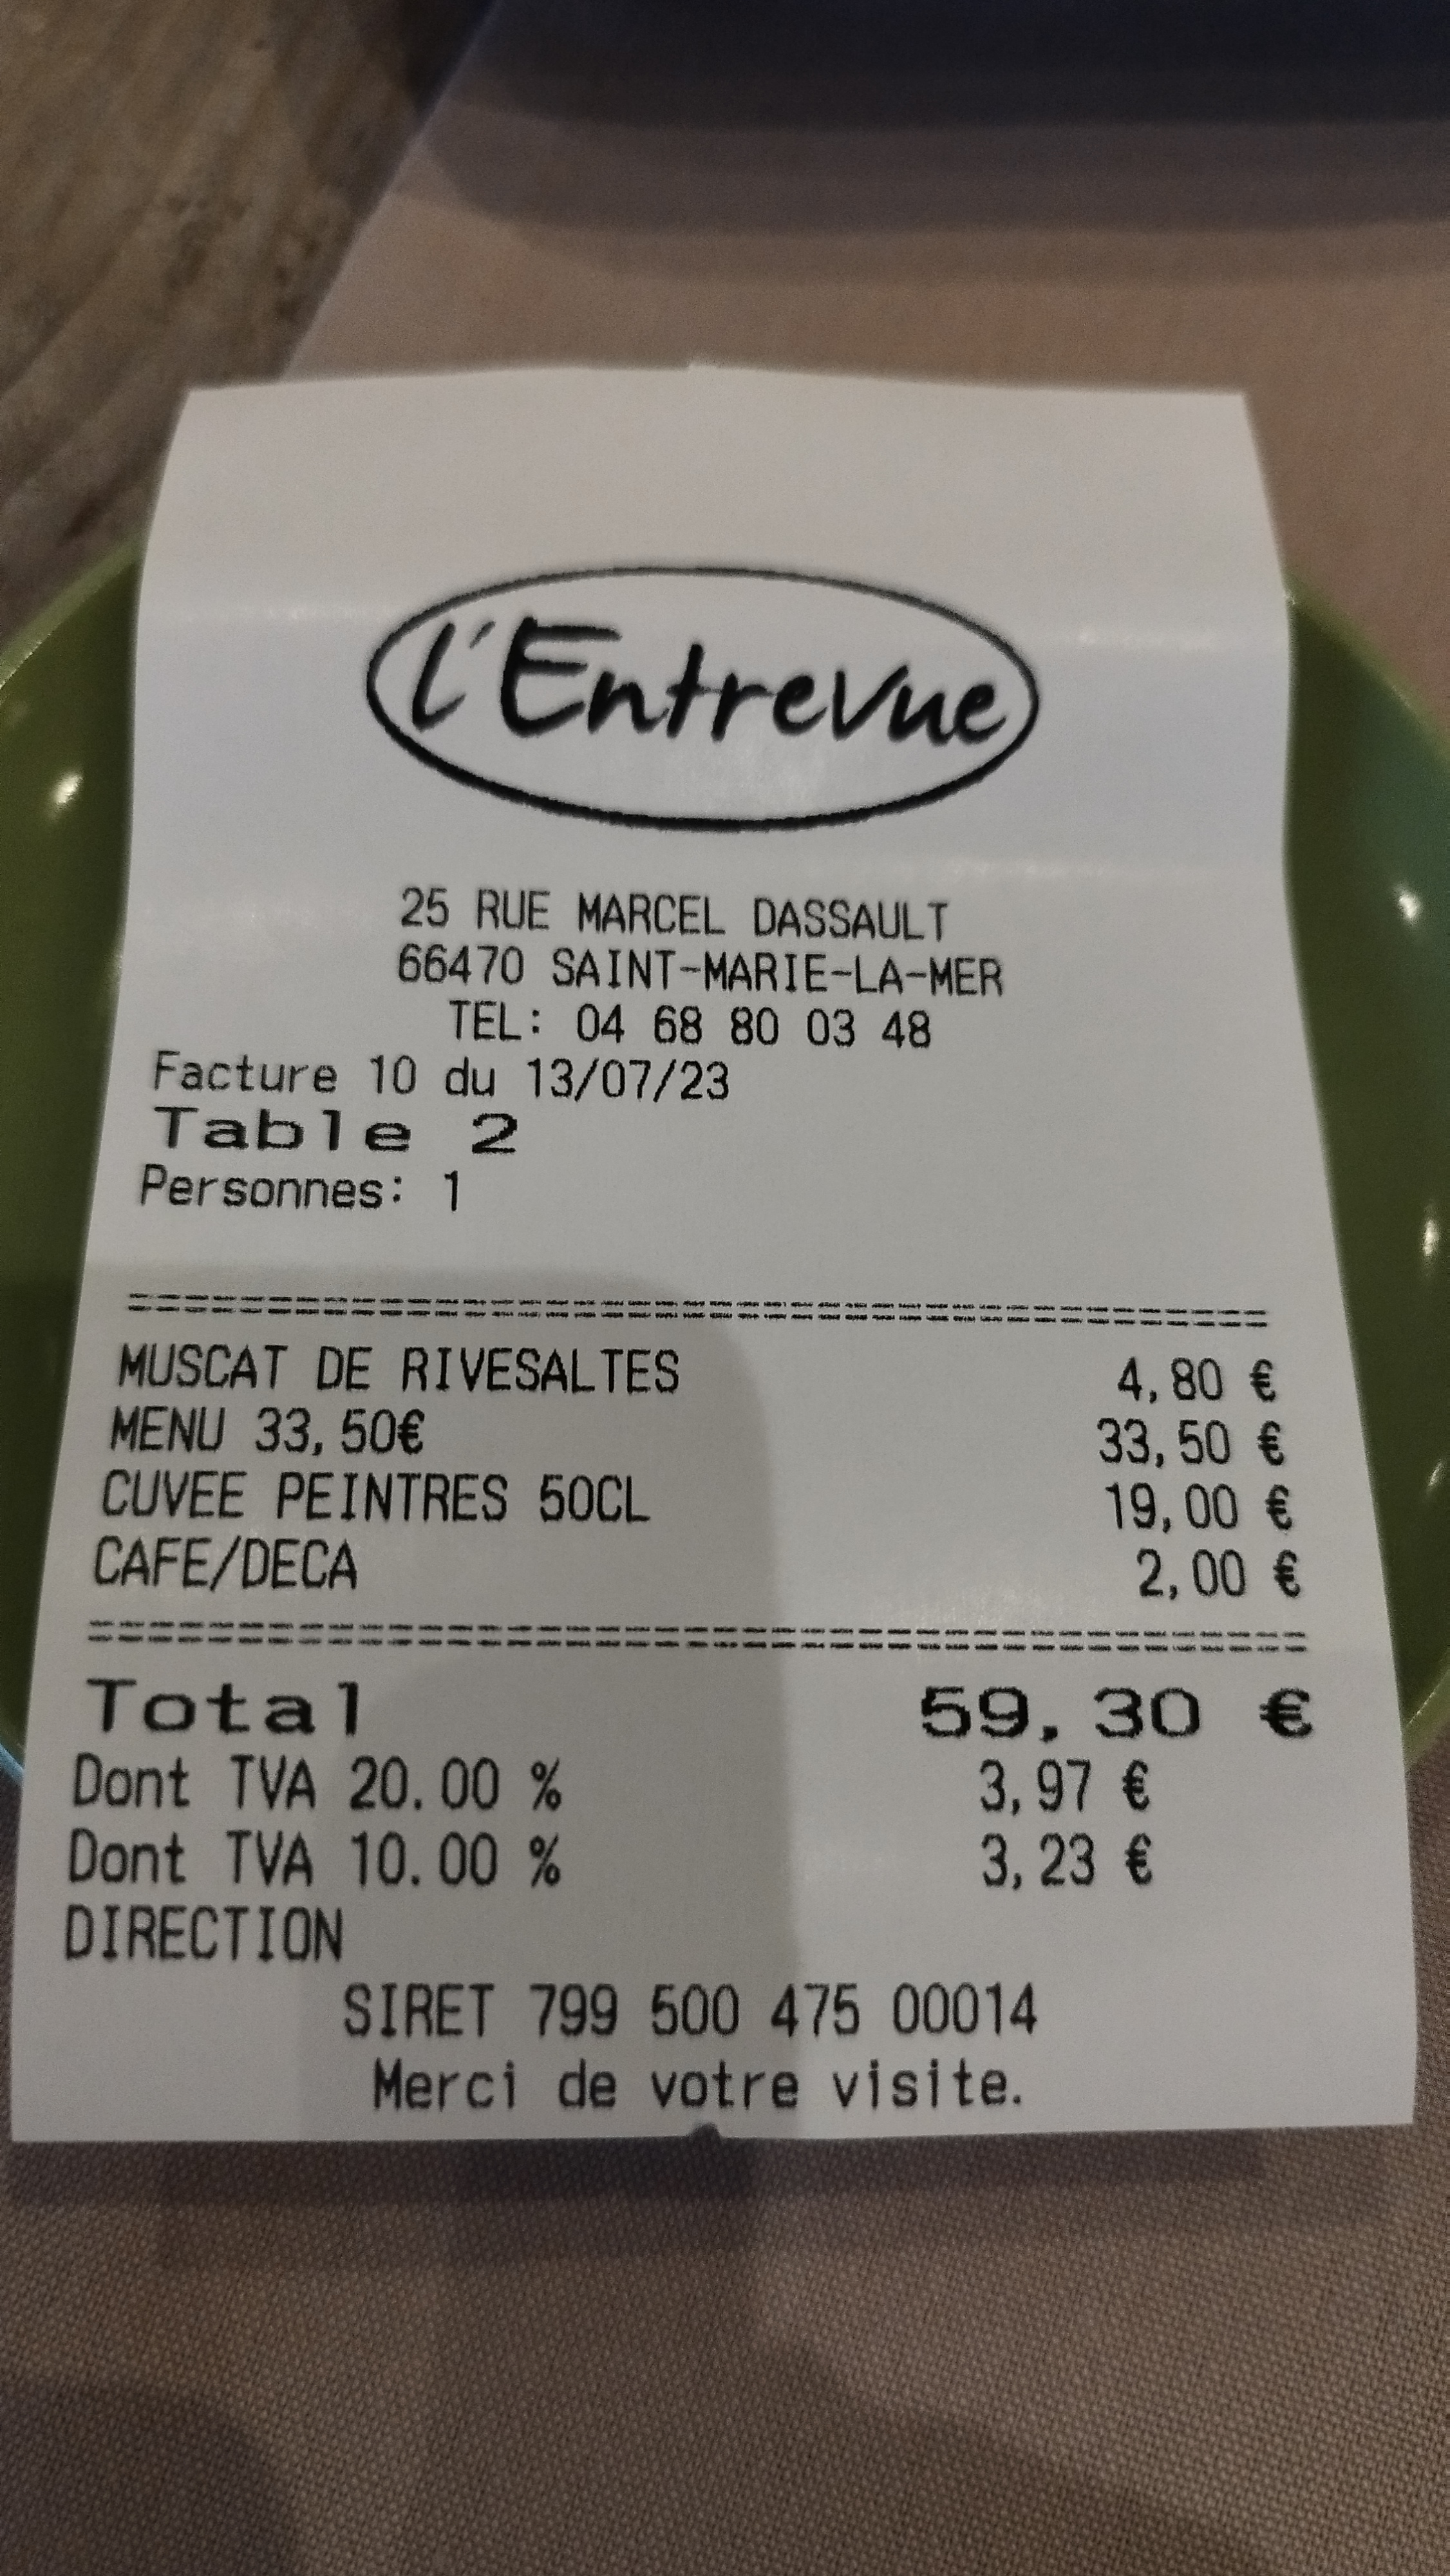 l'Entrevue
25 RUE MARCEL DASSAULT
66470 SAINT-MARIE-LA-MER
TEL: 04 68 80 03 48
Facture 10 du 13/07/23
Table 2
Personnes: 1
MUSCAT DE RIVESALTES 4,80 €
MENU 33,50€ 33,50 €
CUVEE PEINTRES 50CL 19,00 €
CAFE/DECA 2,00 €
Total 59,30 €
Dont TVA 20.00 % 3,97 €
Dont TVA 10.00 % 3,23 €
DIRECTION
SIRET 799 500 475 00014
Merci de votre visite.